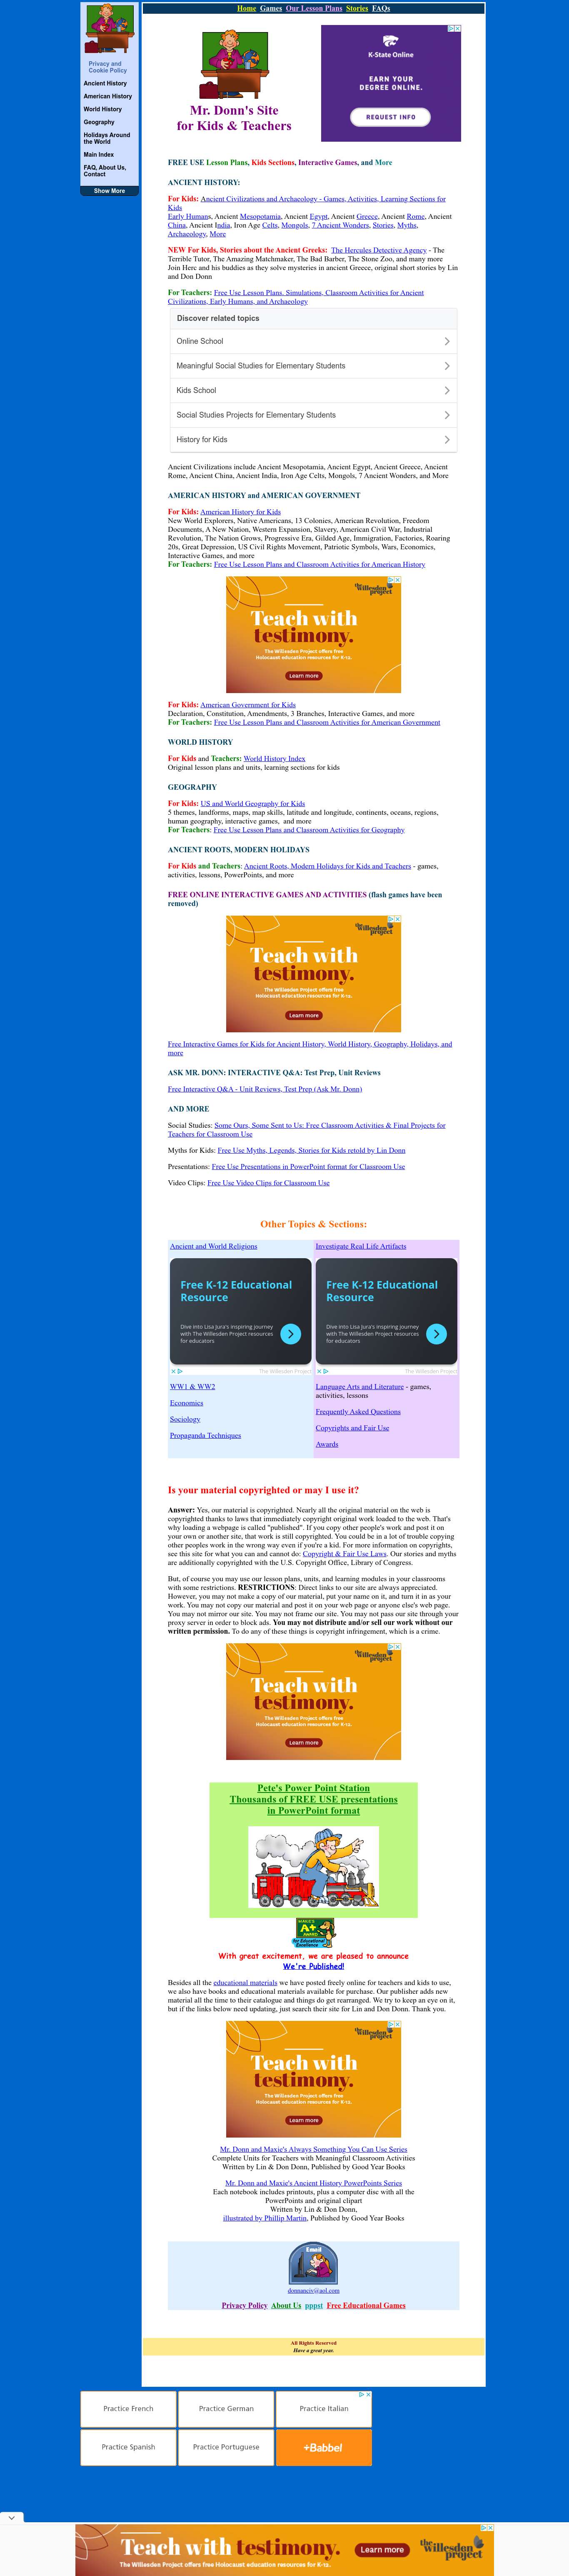 Home Games Our Lesson Plans Stories FAQs
Privacy and
Cookie Policy
Ancient History
American History
World History
Geography
Holidays Around
the World
Main Index
FAQ, About Us,
Contact
Show More
Mr. Donn's Site
for Kids & Teachers
K-State Online
EARN YOUR
DEGREE ONLINE.
REQUEST INFO
FREE USE Lesson Plans, Kids Sections, Interactive Games, and More
ANCIENT HISTORY:
For Kids: Ancient Civilizations and Archaeology - Games, Activities, Learning Sections for
Kids
Early Humans, Ancient Mesopotamia, Ancient Egypt, Ancient Greece, Ancient Rome, Ancient
China, Ancient India, Iron Age Celts, Mongols, 7 Ancient Wonders, Stories, Myths,
Archaeology, More
NEW For Kids, Stories about the Ancient Greeks: The Hercules Detective Agency - The
Terrible Tutor, The Amazing Matchmaker, The Bad Barber, The Stone Zoo, and many more
Join Herc and his buddies as they solve mysteries in ancient Greece, original short stories by Lin
and Don Donn
For Teachers: Free Use Lesson Plans. Simulations, Classroom Activities for Ancient
Civilizations, Early Humans, and Archaeology
Discover related topics
Online School
Meaningful Social Studies for Elementary Students
Kids School
Social Studies Projects for Elementary Students
History for Kids
Ancient Civilizations include Ancient Mesopotamia, Ancient Egypt, Ancient Greece, Ancient
Rome, Ancient China, Ancient India, Iron Age Celts, Mongols, 7 Ancient Wonders, and More
AMERICAN HISTORY and AMERICAN GOVERNMENT
For Kids: American History for Kids
New World Explorers, Native Americans, 13 Colonies, American Revolution, Freedom
Documents, A New Nation, Western Expansion, Slavery, American Civil War, Industrial
Revolution, The Nation Grows, Progressive Era, Gilded Age, Immigration, Factories, Roaring
20s, Great Depression, US Civil Rights Movement, Patriotic Symbols, Wars, Economics,
Interactive Games, and more
For Teachers: Free Use Lesson Plans and Classroom Activities for American History
the willesden project
Teach with
testimony.
The Willesden Project offers free
Holocaust education resources for K-12.
Learn more
For Kids: American Government for Kids
Declaration, Constitution, Amendments, 3 Branches, Interactive Games, and more
For Teachers: Free Use Lesson Plans and Classroom Activities for American Government
WORLD HISTORY
For Kids and Teachers: World History Index
Original lesson plans and units, learning sections for kids
GEOGRAPHY
For Kids: US and World Geography for Kids
5 themes, landforms, maps, map skills, latitude and longitude, continents, oceans, regions,
human geography, interactive games, and more
For Teachers: Free Use Lesson Plans and Classroom Activities for Geography
ANCIENT ROOTS, MODERN HOLIDAYS
For Kids and Teachers: Ancient Roots, Modern Holidays for Kids and Teachers - games,
activities, lessons, PowerPoints, and more
FREE ONLINE INTERACTIVE GAMES AND ACTIVITIES (flash games have been
removed)
the willesden project
Teach with
testimony.
The Willesden Project offers free
Holocaust education resources for K-12.
Learn more
Free Interactive Games for Kids for Ancient History, World History, Geography, Holidays, and
more
ASK MR. DONN: INTERACTIVE Q&A: Test Prep, Unit Reviews
Free Interactive Q&A - Unit Reviews, Test Prep (Ask Mr. Donn)
AND MORE
Social Studies: Some Ours, Some Sent to Us: Free Classroom Activities & Final Projects for
Teachers for Classroom Use
Myths for Kids: Free Use Myths, Legends, Stories for Kids retold by Lin Donn
Presentations: Free Use Presentations in PowerPoint format for Classroom Use
Video Clips: Free Use Video Clips for Classroom Use
Other Topics & Sections:
Ancient and World Religions
Free K-12 Educational
Resource
Dive into Lisa Jura's inspiring journey
with The Willesden Project resources
for educators
The Willesden Project
WW1 & WW2
Economics
Sociology
Propaganda Techniques
Investigate Real Life Artifacts
Free K-12 Educational
Resource
Dive into Lisa Jura's inspiring journey
with The Willesden Project resources
for educators
The Willesden Project
Language Arts and Literature - games,
activities, lessons
Frequently Asked Questions
Copyrights and Fair Use
Awards
Is your material copyrighted or may I use it?
Answer: Yes, our material is copyrighted. Nearly all the original material on the web is
copyrighted thanks to laws that immediately copyright original work loaded to the web. That's
why loading a webpage is called "published". If you copy other people's work and post it on
your own or another site, that work is still copyrighted. You could be in a lot of trouble copying
other peoples work in the wrong way even if you're a kid. For more information on copyrights,
see this site for what you can and cannot do: Copyright & Fair Use Laws. Our stories and myths
are additionally copyrighted with the U.S. Copyright Office, Library of Congress.
But, of course you may use our lesson plans, units, and learning modules in your classrooms
with some restrictions. RESTRICTIONS: Direct links to our site are always appreciated.
However, you may not make a copy of our material, put your name on it, and turn it in as your
work. You may not copy our material and post it on your web page or anyone else's web page.
You may not mirror our site. You may not frame our site. You may not pass our site through your
proxy server in order to block ads. You may not distribute and/or sell our work without our
written permission. To do any of these things is copyright infringement, which is a crime.
the willesden project
Teach with
testimony.
The Willesden Project offers free
Holocaust education resources for K-12.
Learn more
Pete's Power Point Station
Thousands of FREE USE presentations
in PowerPoint format
A+
AWARD
for Educational
Excellence
With great excitement, we are pleased to announce
We're Published!
Besides all the educational materials we have posted freely online for teachers and kids to use,
we also have books and educational materials available for purchase. Our publisher adds new
material all the time to their catalogue and things do get rearranged. We try to keep an eye on it,
but if the links below need updating, just search their site for Lin and Don Donn. Thank you.
the willesden project
Teach with
testimony.
The Willesden Project offers free
Holocaust education resources for K-12.
Learn more
Mr. Donn and Maxie's Always Something You Can Use Series
Complete Units for Teachers with Meaningful Classroom Activities
Written by Lin & Don Donn, Published by Good Year Books
Mr. Donn and Maxie's Ancient History PowerPoints Series
Each notebook includes printouts, plus a computer disc with all the
PowerPoints and original clipart
Written by Lin & Don Donn,
illustrated by Phillip Martin, Published by Good Year Books
Email
donnanciv@aol.com
Privacy Policy About Us pppst Free Educational Games
All Rights Reserved
Have a great year.
Practice French
Practice German
Practice Italian
Practice Spanish
Practice Portuguese
+Babbel
Teach with testimony.
The Willesden Project offers free Holocaust education resources for K-12.
Learn more
the willesden project